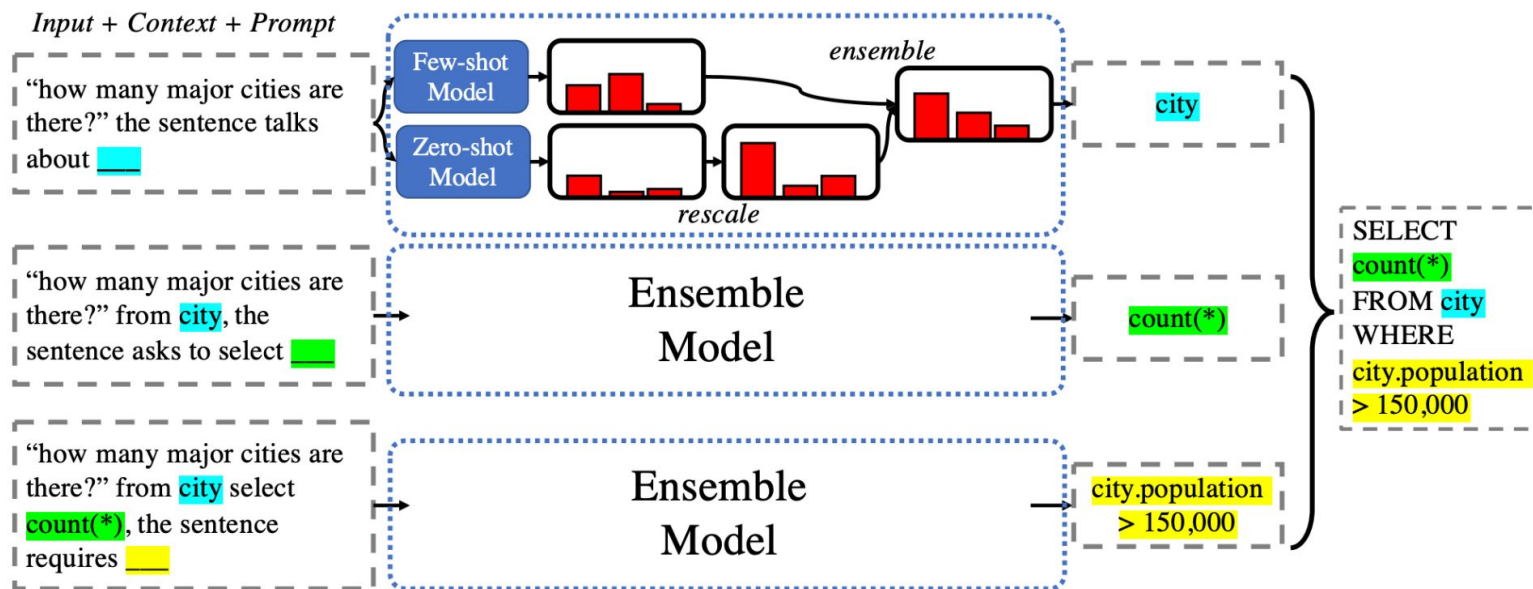 Input + Context + Prompt
“how many major cities are
there?” the sentence talks
about ___
Few-shot
Model
Zero-shot
Model
rescale
ensemble
city
“how many major cities are
there?” from city, the
sentence asks to select ___
Ensemble
Model
count(*)
“how many major cities are
there?” from city select
count(*), the sentence
requires ___
Ensemble
Model
city.population
> 150,000
SELECT
count(*)
FROM city
WHERE
city.population
> 150,000